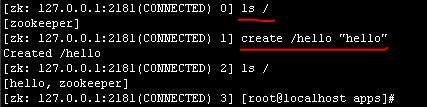 [zk: 127.0.0.1:2181(CONNECTED) 0] ls /
[zookeeper]
[zk: 127.0.0.1:2181(CONNECTED) 1] create /hello "hello"
Created /hello
[zk: 127.0.0.1:2181(CONNECTED) 2] ls /
[hello, zookeeper]
[zk: 127.0.0.1:2181(CONNECTED) 3] [root@localhost apps]#